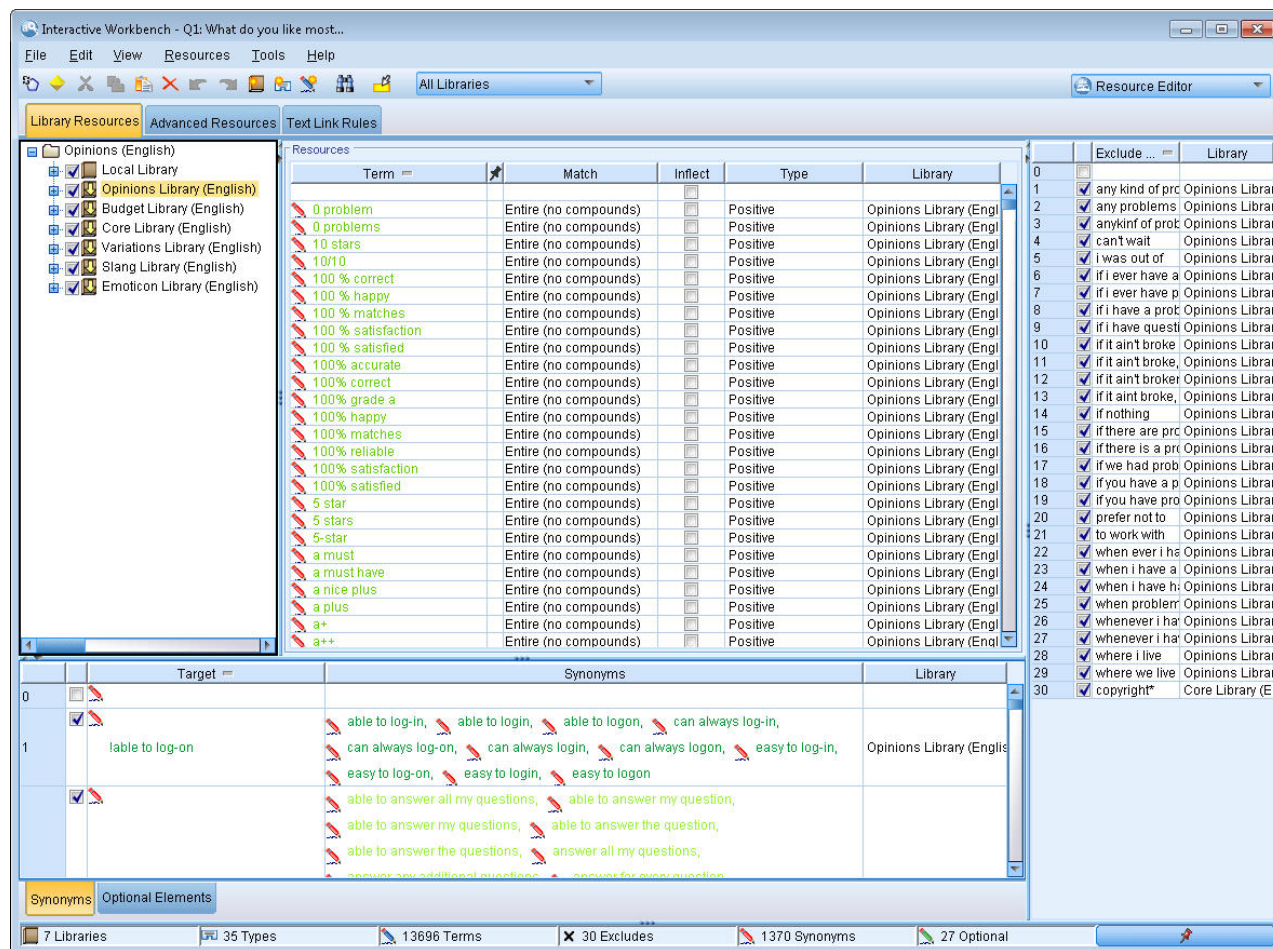 Interactive Workbench - Q1: What do you like most...
File Edit View Resources Tools Help
All Libraries
Resource Editor
Library Resources Advanced Resources Text Link Rules
Opinions (English)
Local Library
Opinions Library (English)
Budget Library (English)
Core Library (English)
Variations Library (English)
Slang Library (English)
Emoticon Library (English)
Resources
Term Match Inflect Type Library
0 problem Entire (no compounds) Positive Opinions Library (Engl
0 problems Entire (no compounds) Positive Opinions Library (Engl
10 stars Entire (no compounds) Positive Opinions Library (Engl
10/10 Entire (no compounds) Positive Opinions Library (Engl
100 % correct Entire (no compounds) Positive Opinions Library (Engl
100 % happy Entire (no compounds) Positive Opinions Library (Engl
100 % matches Entire (no compounds) Positive Opinions Library (Engl
100 % satisfaction Entire (no compounds) Positive Opinions Library (Engl
100 % satisfied Entire (no compounds) Positive Opinions Library (Engl
100% accurate Entire (no compounds) Positive Opinions Library (Engl
100% correct Entire (no compounds) Positive Opinions Library (Engl
100% grade a Entire (no compounds) Positive Opinions Library (Engl
100% happy Entire (no compounds) Positive Opinions Library (Engl
100% matches Entire (no compounds) Positive Opinions Library (Engl
100% reliable Entire (no compounds) Positive Opinions Library (Engl
100% satisfaction Entire (no compounds) Positive Opinions Library (Engl
100% satisfied Entire (no compounds) Positive Opinions Library (Engl
5 star Entire (no compounds) Positive Opinions Library (Engl
5 stars Entire (no compounds) Positive Opinions Library (Engl
5-star Entire (no compounds) Positive Opinions Library (Engl
a must Entire (no compounds) Positive Opinions Library (Engl
a must have Entire (no compounds) Positive Opinions Library (Engl
a nice plus Entire (no compounds) Positive Opinions Library (Engl
a plus Entire (no compounds) Positive Opinions Library (Engl
a+ Entire (no compounds) Positive Opinions Library (Engl
a++ Entire (no compounds) Positive Opinions Library (Engl
Exclude ... Library
0
1 any kind of prc Opinions Librar
2 any problems Opinions Librar
3 anykinf of prot Opinions Librar
4 can't wait Opinions Librar
5 i was out of Opinions Librar
6 if i ever have a Opinions Librar
7 if i ever have p Opinions Librar
8 if i have a prot Opinions Librar
9 if i have questi Opinions Librar
10 if it ain't broke Opinions Librar
11 if it ain't broke, Opinions Librar
12 if it ain't broker Opinions Librar
13 if it aint broke, Opinions Librar
14 if nothing Opinions Librar
15 if there are prc Opinions Librar
16 if there is a pr Opinions Librar
17 if we had prob Opinions Librar
18 if you have a p Opinions Librar
19 if you have pro Opinions Librar
20 prefer not to Opinions Librar
21 to work with Opinions Librar
22 when ever i ha Opinions Librar
23 when i have a Opinions Librar
24 when i have h Opinions Librar
25 when problem Opinions Librar
26 whenever i ha Opinions Librar
27 whenever i ha Opinions Librar
28 where i live Opinions Librar
29 where we live Opinions Librar
30 copyright* Core Library (E
Target Synonyms Library
0
able to log-in, able to login, able to logon, can always log-in,
1 !able to log-on can always log-on, can always login, can always logon, easy to log-in, Opinions Library (Englis
easy to log-on, easy to login, easy to logon
able to answer all my questions, able to answer my question,
able to answer my questions, able to answer the question,
able to answer the questions, answer all my questions,
answer any additional questions, answer for every question
Synonyms Optional Elements
7 Libraries 35 Types 13696 Terms 30 Excludes 1370 Synonyms 27 Optional